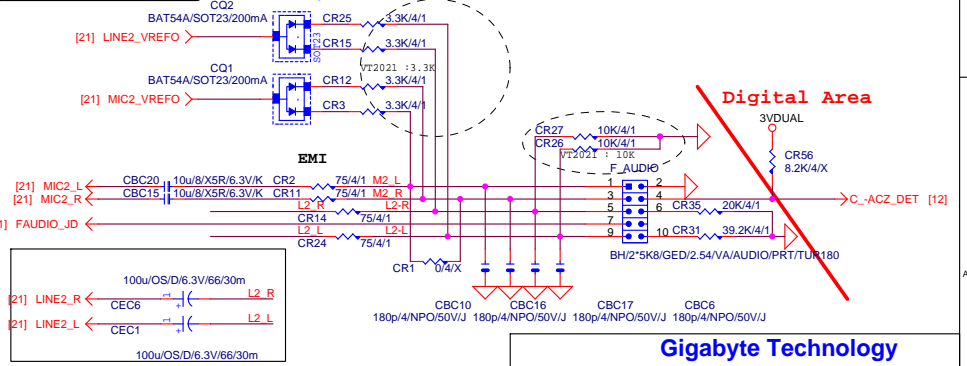 CQ2
BAT54A/SOT23/200mA
CR25 3.3K/4/1
[21] LINE2_VREFO
SOT23
CR15 3.3K/4/1
VT2021 :3.3K
CQ1
BAT54A/SOT23/200mA
CR12 3.3K/4/1
[21] MIC2_VREFO
CR3 3.3K/4/1
Digital Area
3VDUAL
CR27 10K/4/1
CR26 10K/4/1
VT2021 : 10K
CR56
8.2K/4/X
EMI
F_AUDIO
[21] MIC2_L CBC20 10u/8/X5R/6.3V/K CR2 75/4/1 M2_L 1 2
[21] MIC2_R CBC15 10u/8/X5R/6.3V/K CR11 75/4/1 M2_R 3 4 C_-ACZ_DET [12]
L2_R L2-R 5 6 CR35 20K/4/1
1] FAUDIO_JD CR14 75/4/1 7
L2_L L2-L 9 10 CR31 39.2K/4/1
CR24 75/4/1
BH/2*5K8/GED/2.54/VA/AUDIO/PRT/TUR180
CR1 0/4/X
100u/OS/D/6.3V/66/30m
[21] LINE2_R 1 L2_R
CEC6 +
[21] LINE2_L 1 L2_L
CEC1 +
100u/OS/D/6.3V/66/30m
CBC10 CBC16 CBC17 CBC6
180p/4/NPO/50V/J 180p/4/NPO/50V/J 180p/4/NPO/50V/J 180p/4/NPO/50V/J
A
Gigabyte Technology